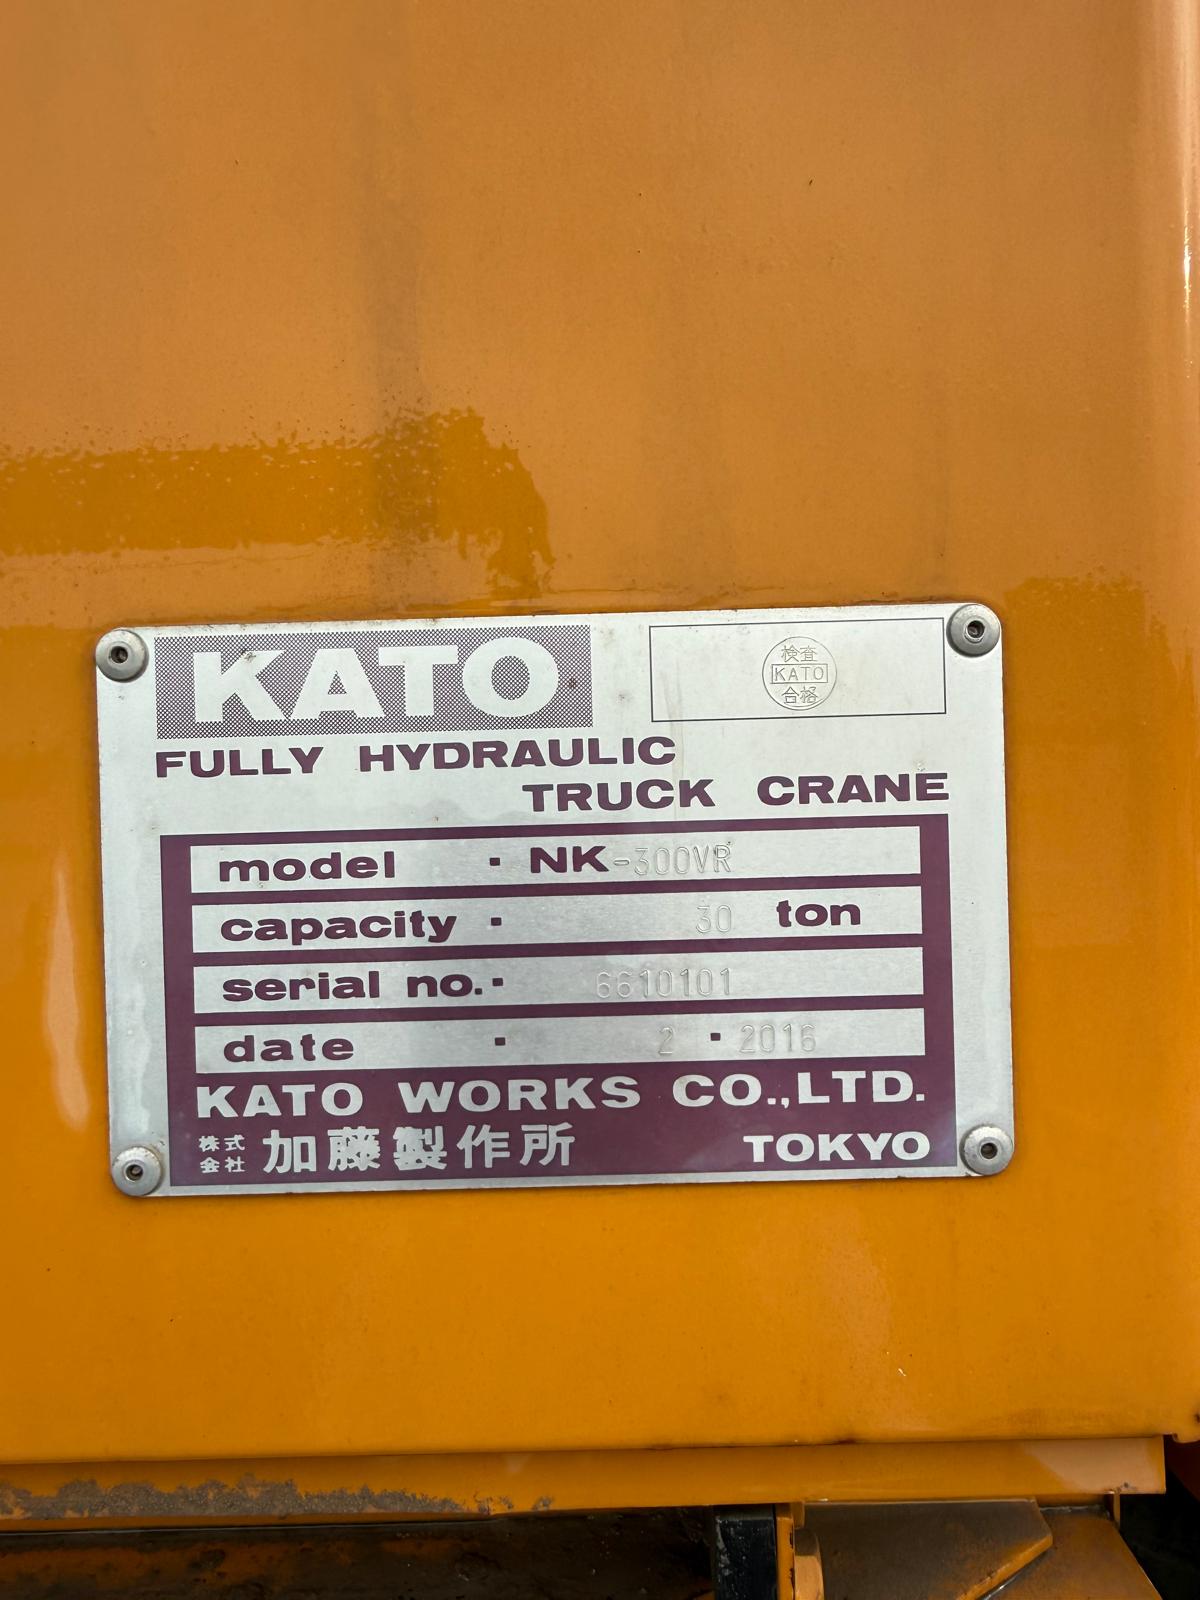 KATO
検査
KATO
合格
FULLY HYDRAULIC
TRUCK CRANE
model · NK-300VR
capacity · 30 ton
serial no. · 6610101
date · 2 · 2016
KATO WORKS CO.,LTD.
株式会社 加藤製作所 TOKYO